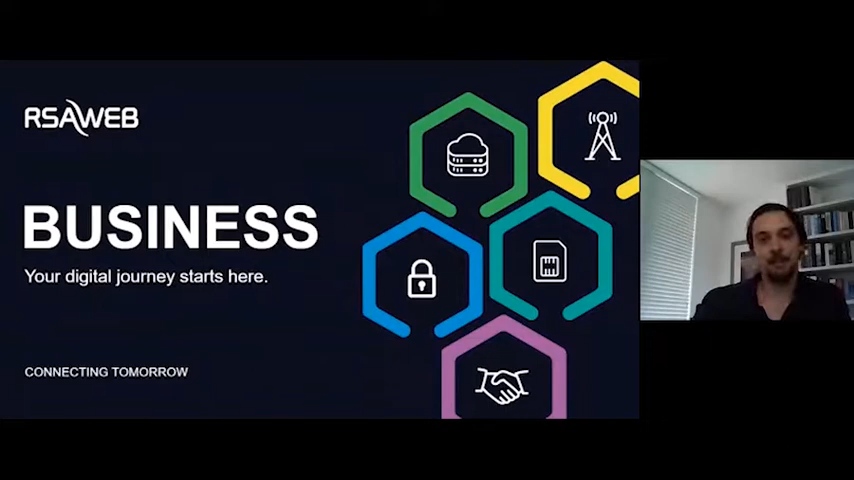 RSAWEB
BUSINESS
Your digital journey starts here.
CONNECTING TOMORROW